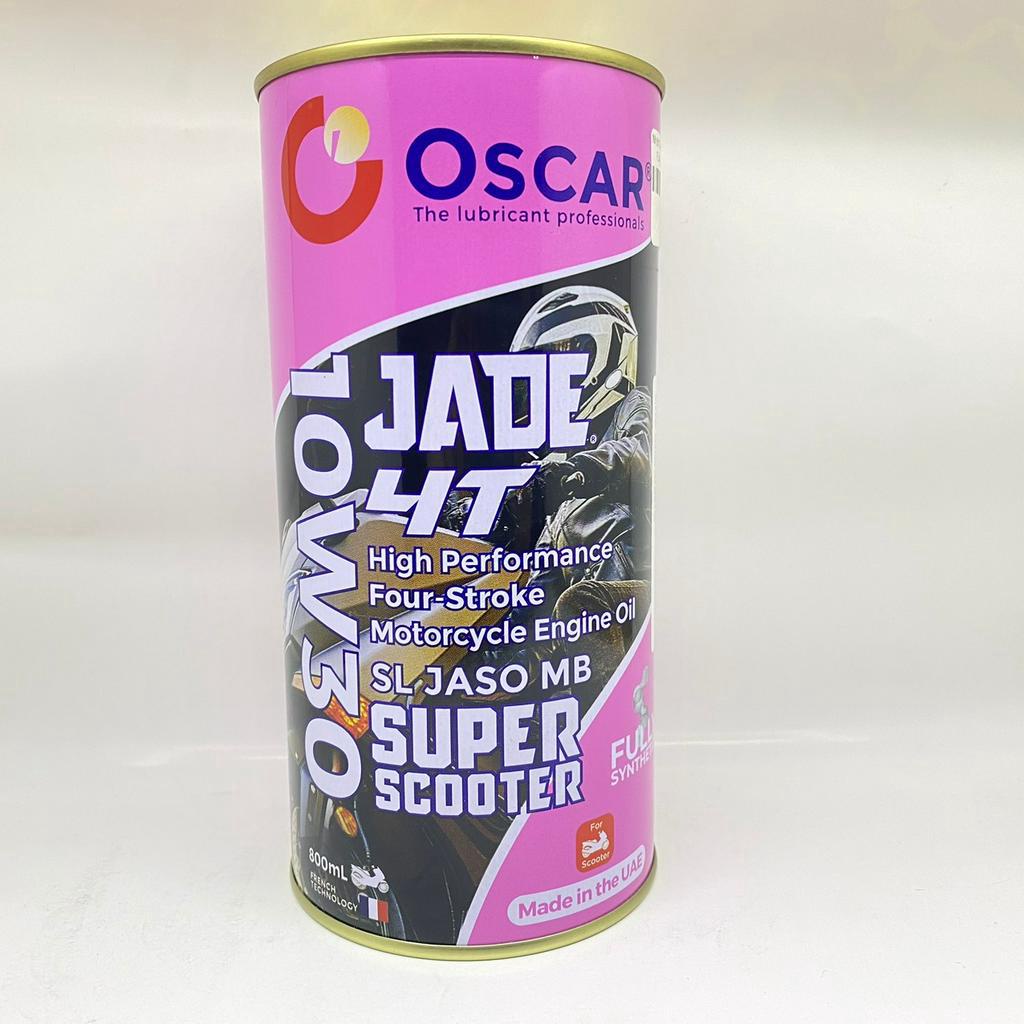 OSCAR®
The lubricant professionals
10W30
JADE®
4T
High Performance
Four-Stroke
Motorcycle Engine Oil
SL JASO MB
SUPER
SCOOTER
FULL
For
Scooter
800mL
FRENCH
TECHNOLOGY
Made in the UAE